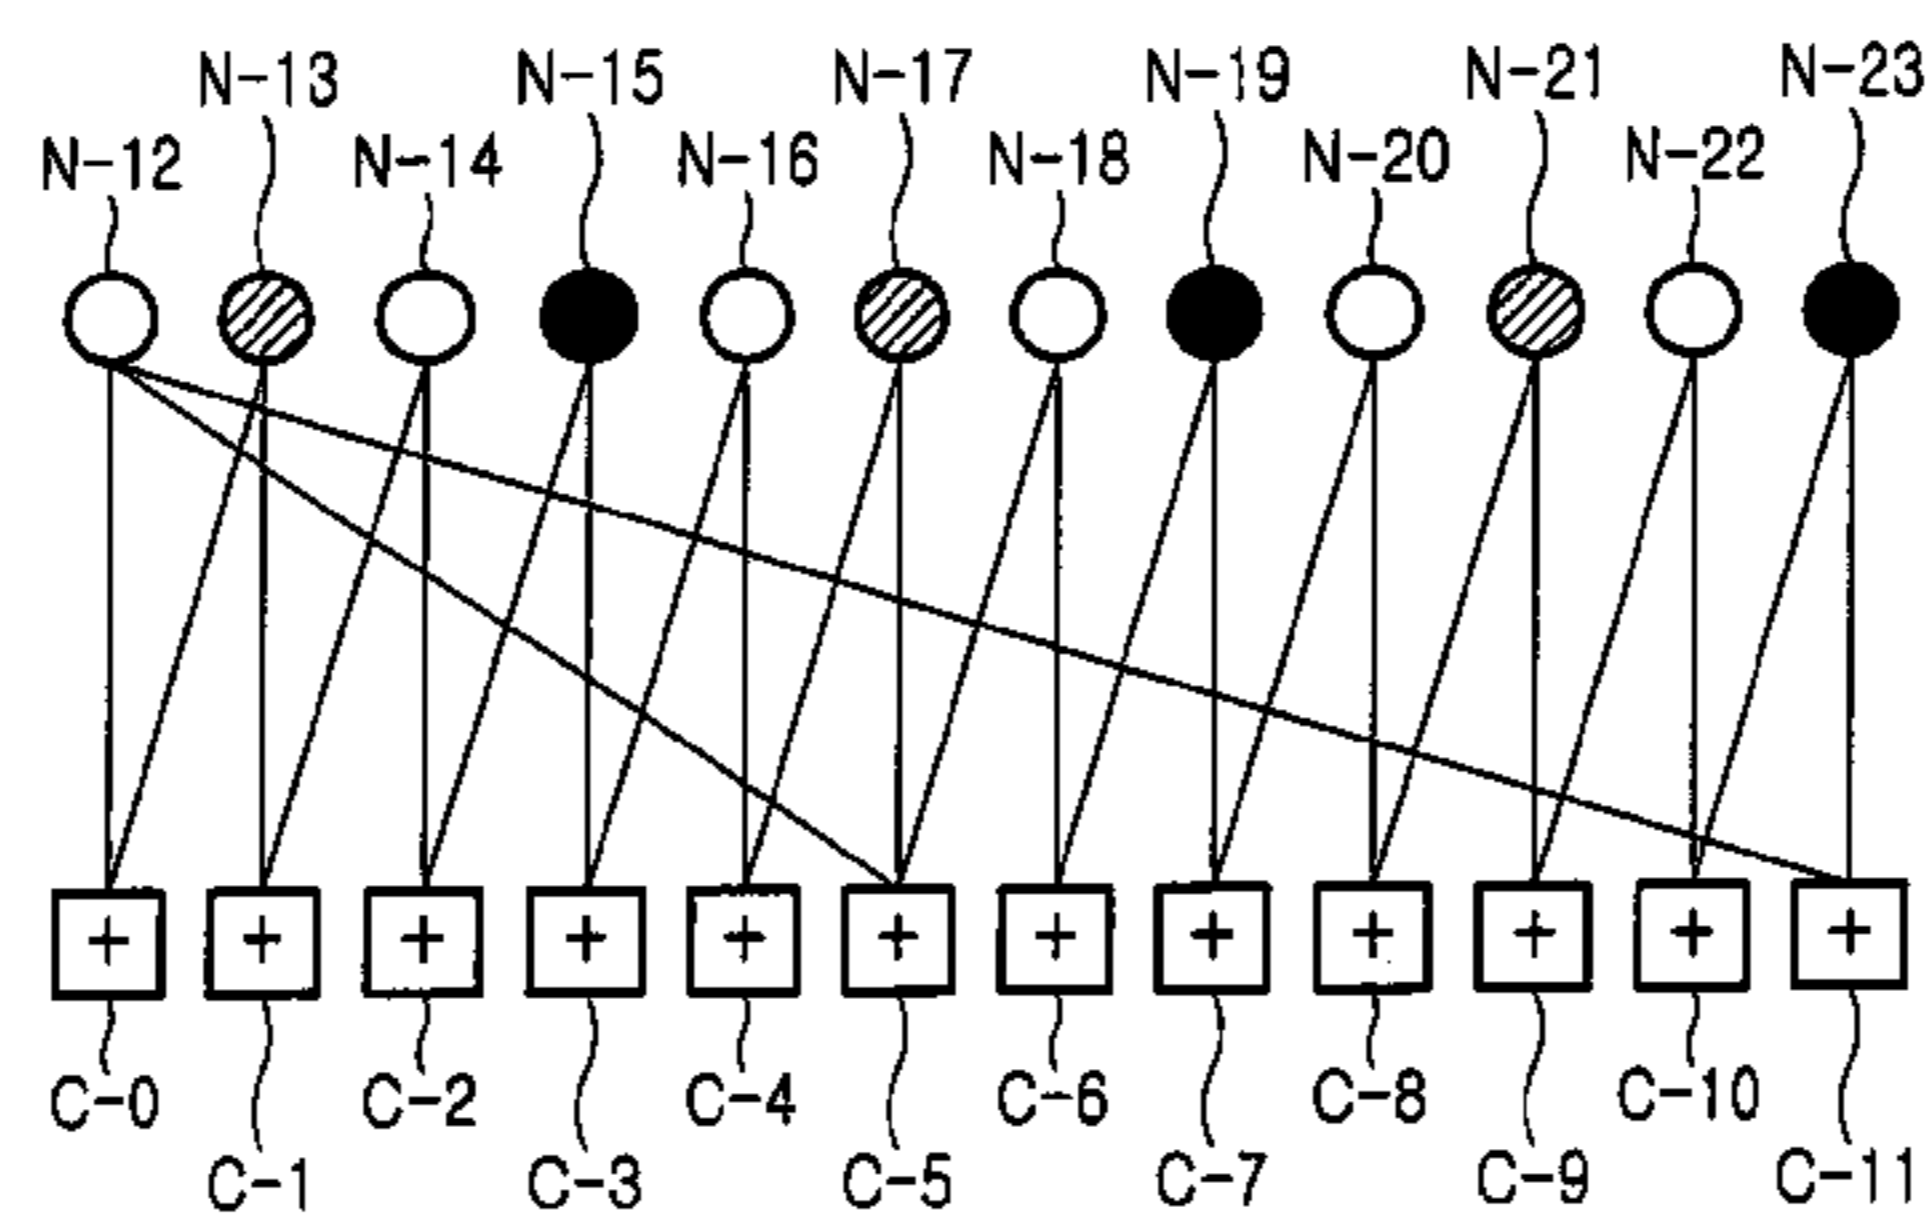 N-13 N-15 N-17 N-19 N-21 N-23
N-12 N-14 N-16 N-18 N-20 N-22
+ + + + + + + + + + + +
C-0 C-2 C-4 C-6 C-8 C-10
C-1 C-3 C-5 C-7 C-9 C-11